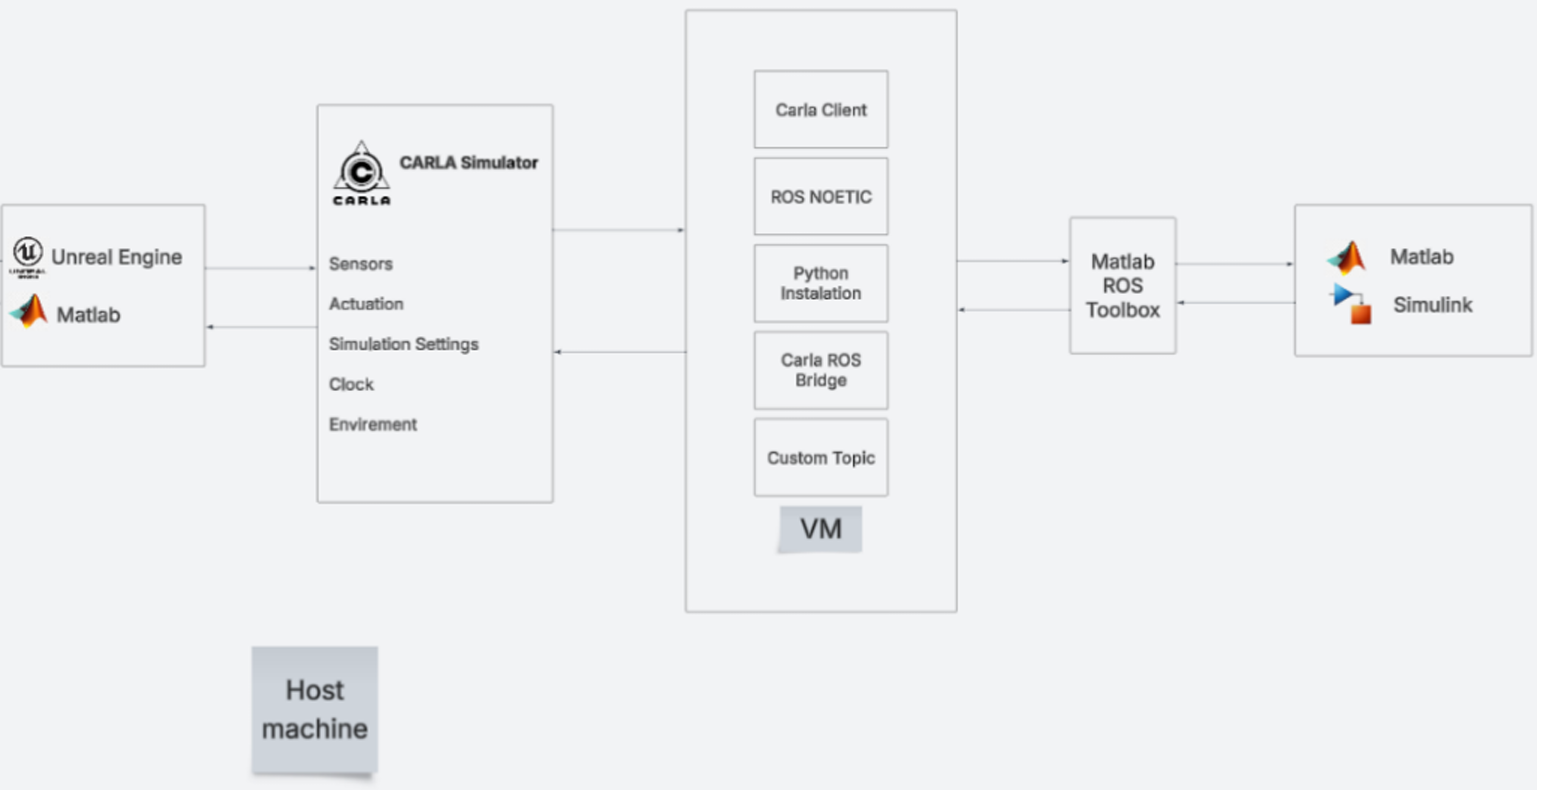 Unreal Engine
Matlab
CARLA
CARLA Simulator
Sensors
Actuation
Simulation Settings
Clock
Envirement
Carla Client
ROS NOETIC
Python
Instalation
Carla ROS
Bridge
Custom Topic
VM
Matlab
ROS
Toolbox
Matlab
Simulink
Host
machine